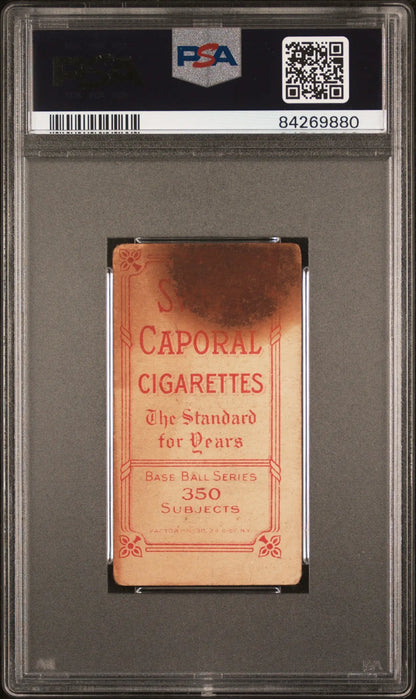 PSA
84269880
CAPORAL
CIGARETTES
The Standard
for Years
BASE BALL SERIES
350
SUBJECTS